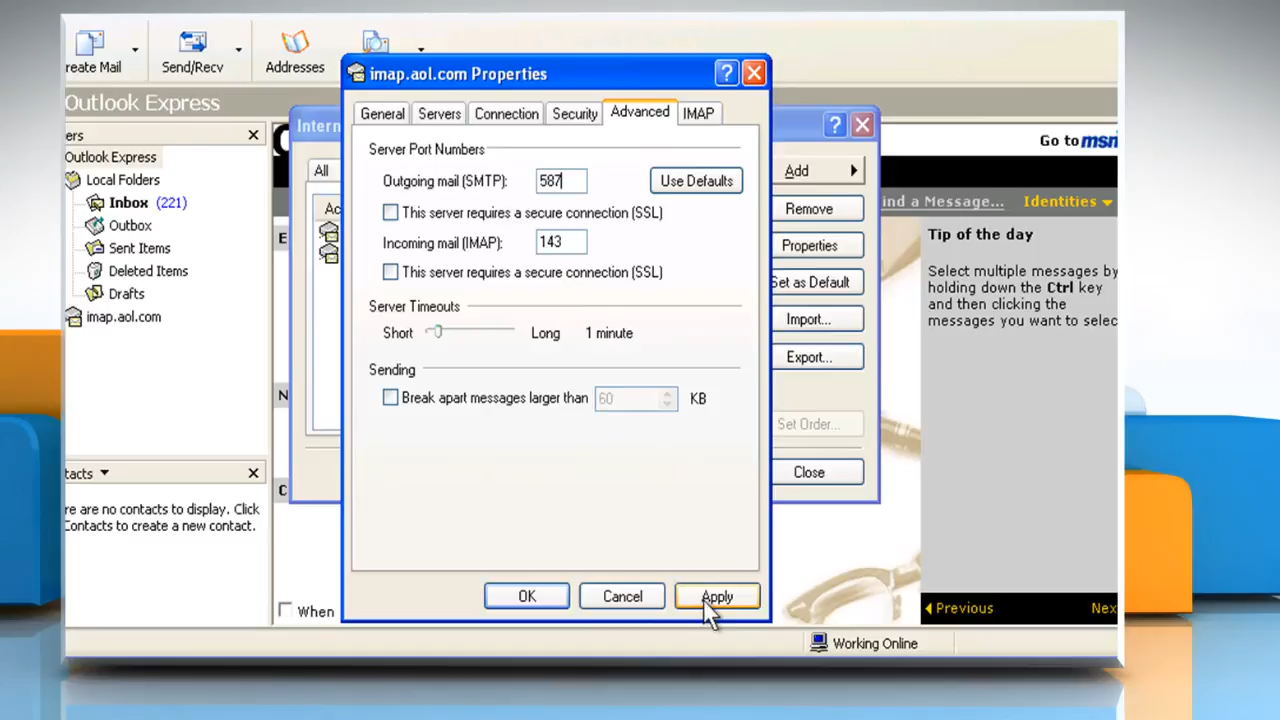 reate Mail
Send/Recv
Addresses
Outlook Express
ers
Outlook Express
Local Folders
Inbox (221)
Outbox
Sent Items
Deleted Items
Drafts
imap.aol.com
tacts
re are no contacts to display. Click
Contacts to create a new contact.
Intern
All
Ac
E
N
C
When
imap.aol.com Properties
General
Servers
Connection
Security
Advanced
IMAP
Server Port Numbers
Outgoing mail (SMTP):
587
Use Defaults
This server requires a secure connection (SSL)
Incoming mail (IMAP):
143
This server requires a secure connection (SSL)
Server Timeouts
Short
Long
1 minute
Sending
Break apart messages larger than
60
KB
OK
Cancel
Apply
Add
Remove
Properties
Set as Default
Import...
Export...
Set Order...
Close
Go to msn
ind a Message...
Identities
Tip of the day
Select multiple messages by
holding down the Ctrl key
and then clicking the
messages you want to selec
Previous
Nex
Working Online